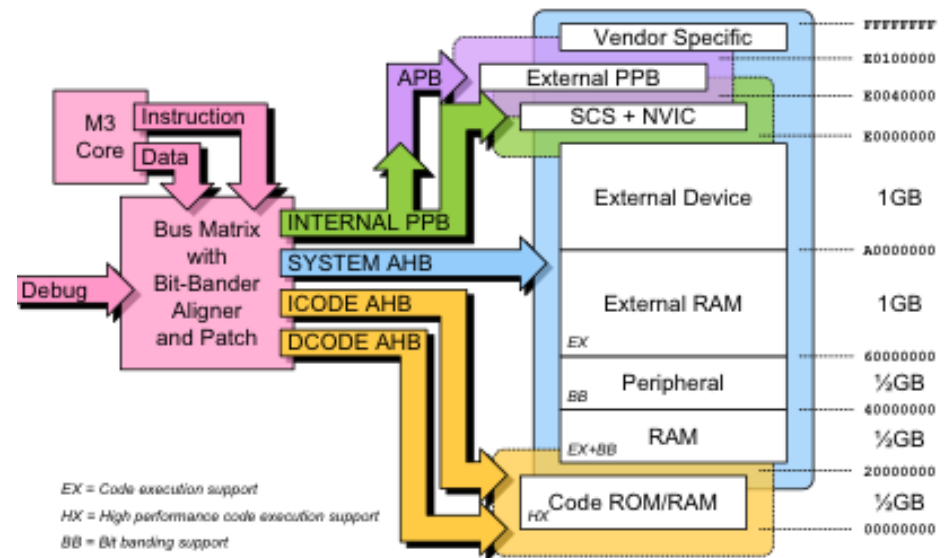 FFFFFFFF
Vendor Specific
E0100000
APB
External PPB
E0040000
M3
Core
Instruction
Data
SCS + NVIC
E0000000
External Device
1GB
Bus Matrix
with
Bit-Bander
Aligner
and Patch
INTERNAL PPB
SYSTEM AHB
A0000000
Debug
ICODE AHB
DCODE AHB
External RAM
EX
1GB
60000000
Peripheral
BB
½GB
40000000
RAM
EX+BB
½GB
20000000
Code ROM/RAM
HX
½GB
00000000
EX = Code execution support
HX = High performance code execution support
BB = Bit banding support